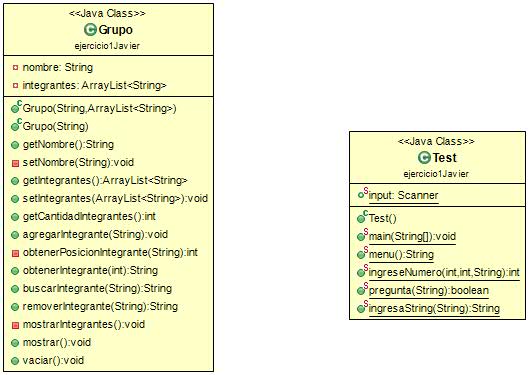 <<Java Class>>
Grupo
ejercicio1Javier
nombre: String
integrantes: ArrayList<String>
Grupo(String,ArrayList<String>)
Grupo(String)
getNombre():String
setNombre(String):void
getIntegrantes():ArrayList<String>
setIntegrantes(ArrayList<String>):void
getCantidadIntegrantes():int
agregarIntegrante(String):void
obtenerPosicionIntegrante(String):int
obtenerIntegrante(int):String
buscarIntegrante(String):String
removerIntegrante(String):String
mostrarIntegrantes():void
mostrar():void
vaciar():void
<<Java Class>>
Test
ejercicio1Javier
input: Scanner
Test()
main(String[]):void
menu():String
ingreseNumero(int,int,String):int
pregunta(String):boolean
ingresaString(String):String